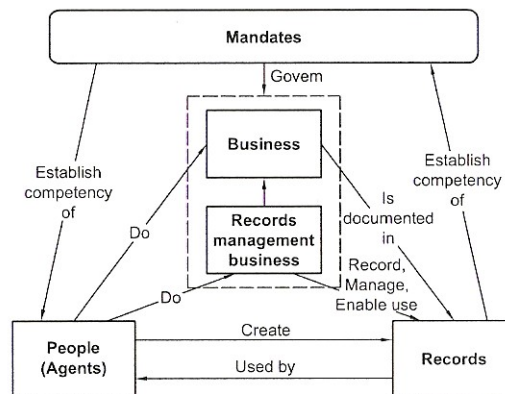 Mandates
Govem
Business
Establish
competency
of
Establish
competency
of
Is
documented
in
Do
Records
management
business
Record,
Manage,
Enable use
Do
People
(Agents)
Create
Used by
Records